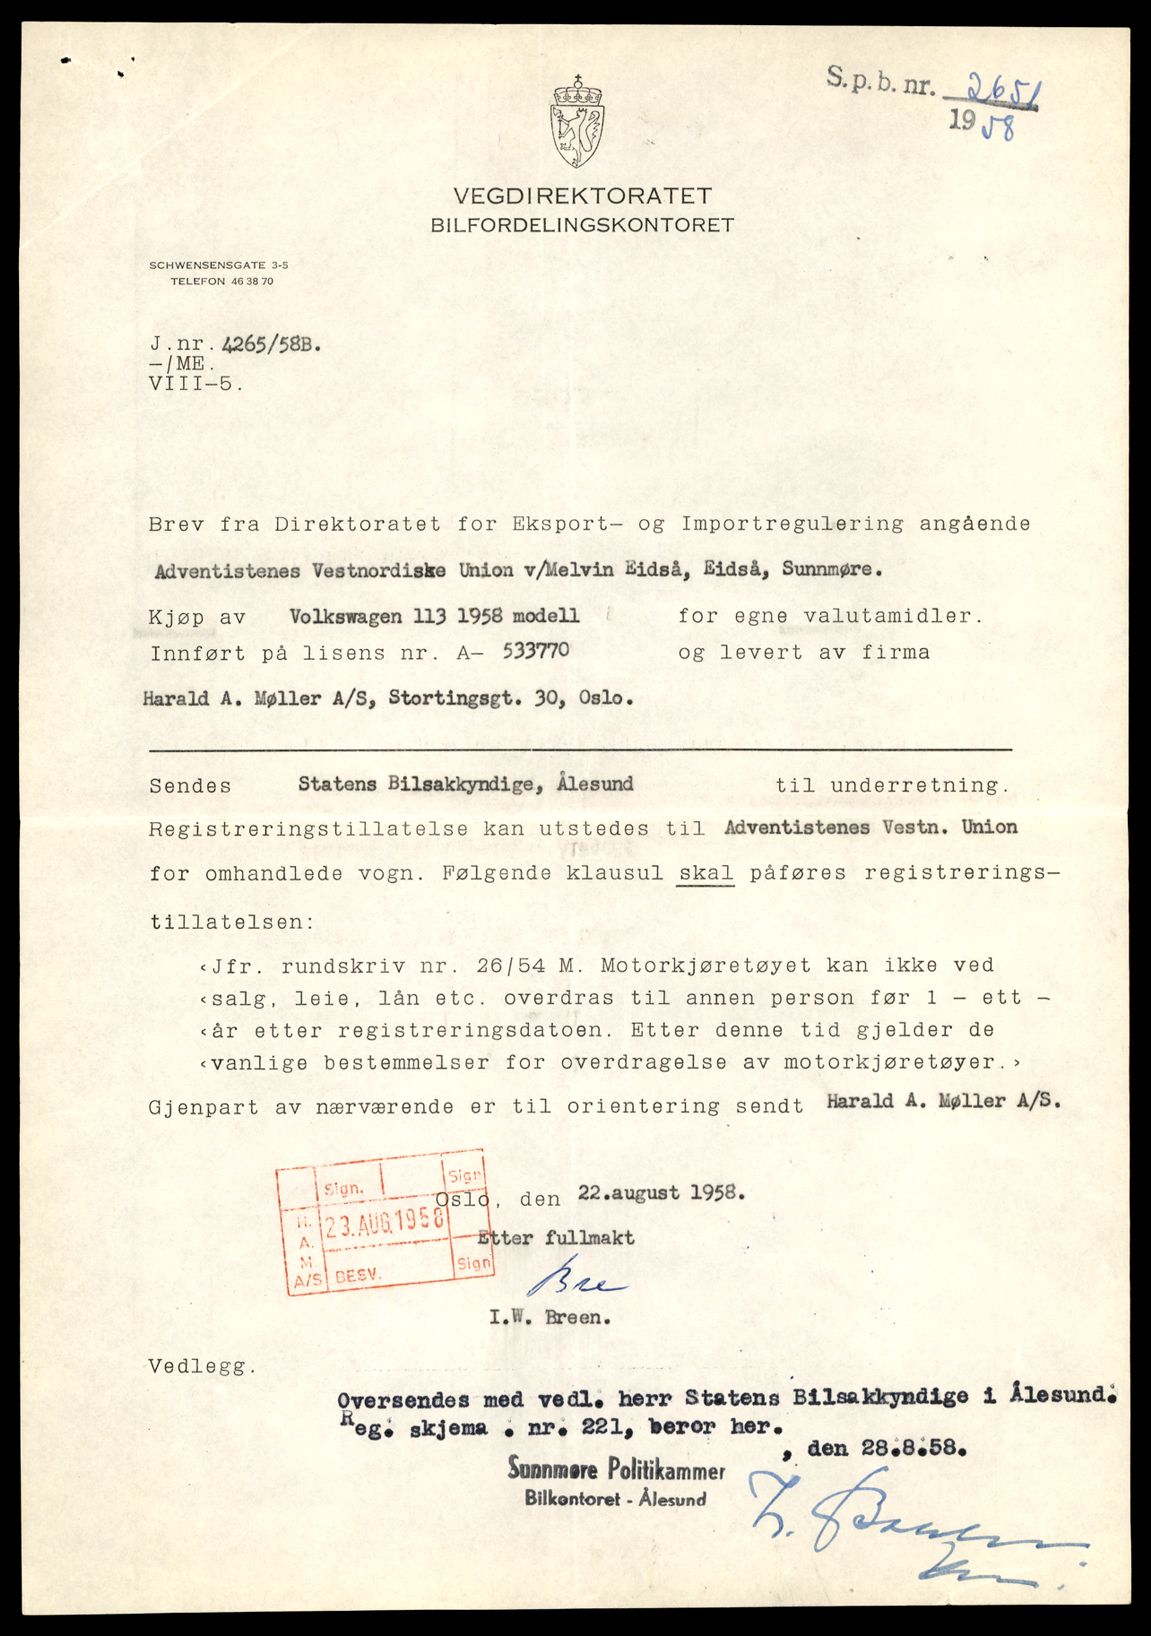 S.p.b. nr. 2651
1958
VEGDIREKTORATET
BILFORDELINGSKONTORET
SCHWENSENSGATE 3-5
TELEFON 46 38 70
J.nr. 4265/58B.
-/ME.
VIII-5.
Brev fra Direktoratet for Eksport- og Importregulering angående
Adventistenes Vestnordiske Union v/Melvin Eidså, Eidså, Sunnmøre.
Kjøp av Volkswagen 113 1958 modell for egne valutamidler.
Innført på lisens nr. A- 533770 og levert av firma
Harald A. Møller A/S, Stortingsgt. 30, Oslo.
Sendes Statens Bilsakkyndige, Ålesund til underretning.
Registreringstillatelse kan utstedes til Adventistenes Vestn. Union
for omhandlede vogn. Følgende klausul skal påføres registrerings-
tillatelsen:
‹Jfr. rundskriv nr. 26/54 M. Motorkjøretøyet kan ikke ved
‹salg, leie, lån etc. overdras til annen person før 1 - ett -
‹år etter registreringsdatoen. Etter denne tid gjelder de
‹vanlige bestemmelser for overdragelse av motorkjøretøyer.›
Gjenpart av nærværende er til orientering sendt Harald A. Møller A/S.
Sign. Sign
H. A. M. A/S 23. AUG. 1958
BESV. Sign
Oslo, den 22.august 1958.
Etter fullmakt
Bre
I.W. Breen.
Vedlegg.
Oversendes med vedl. herr Statens Bilsakkyndige i Ålesund.
Reg. skjema . nr. 221, beror her.
, den 28.8.58.
Sunnmøre Politikammer
Bilkontoret - Ålesund